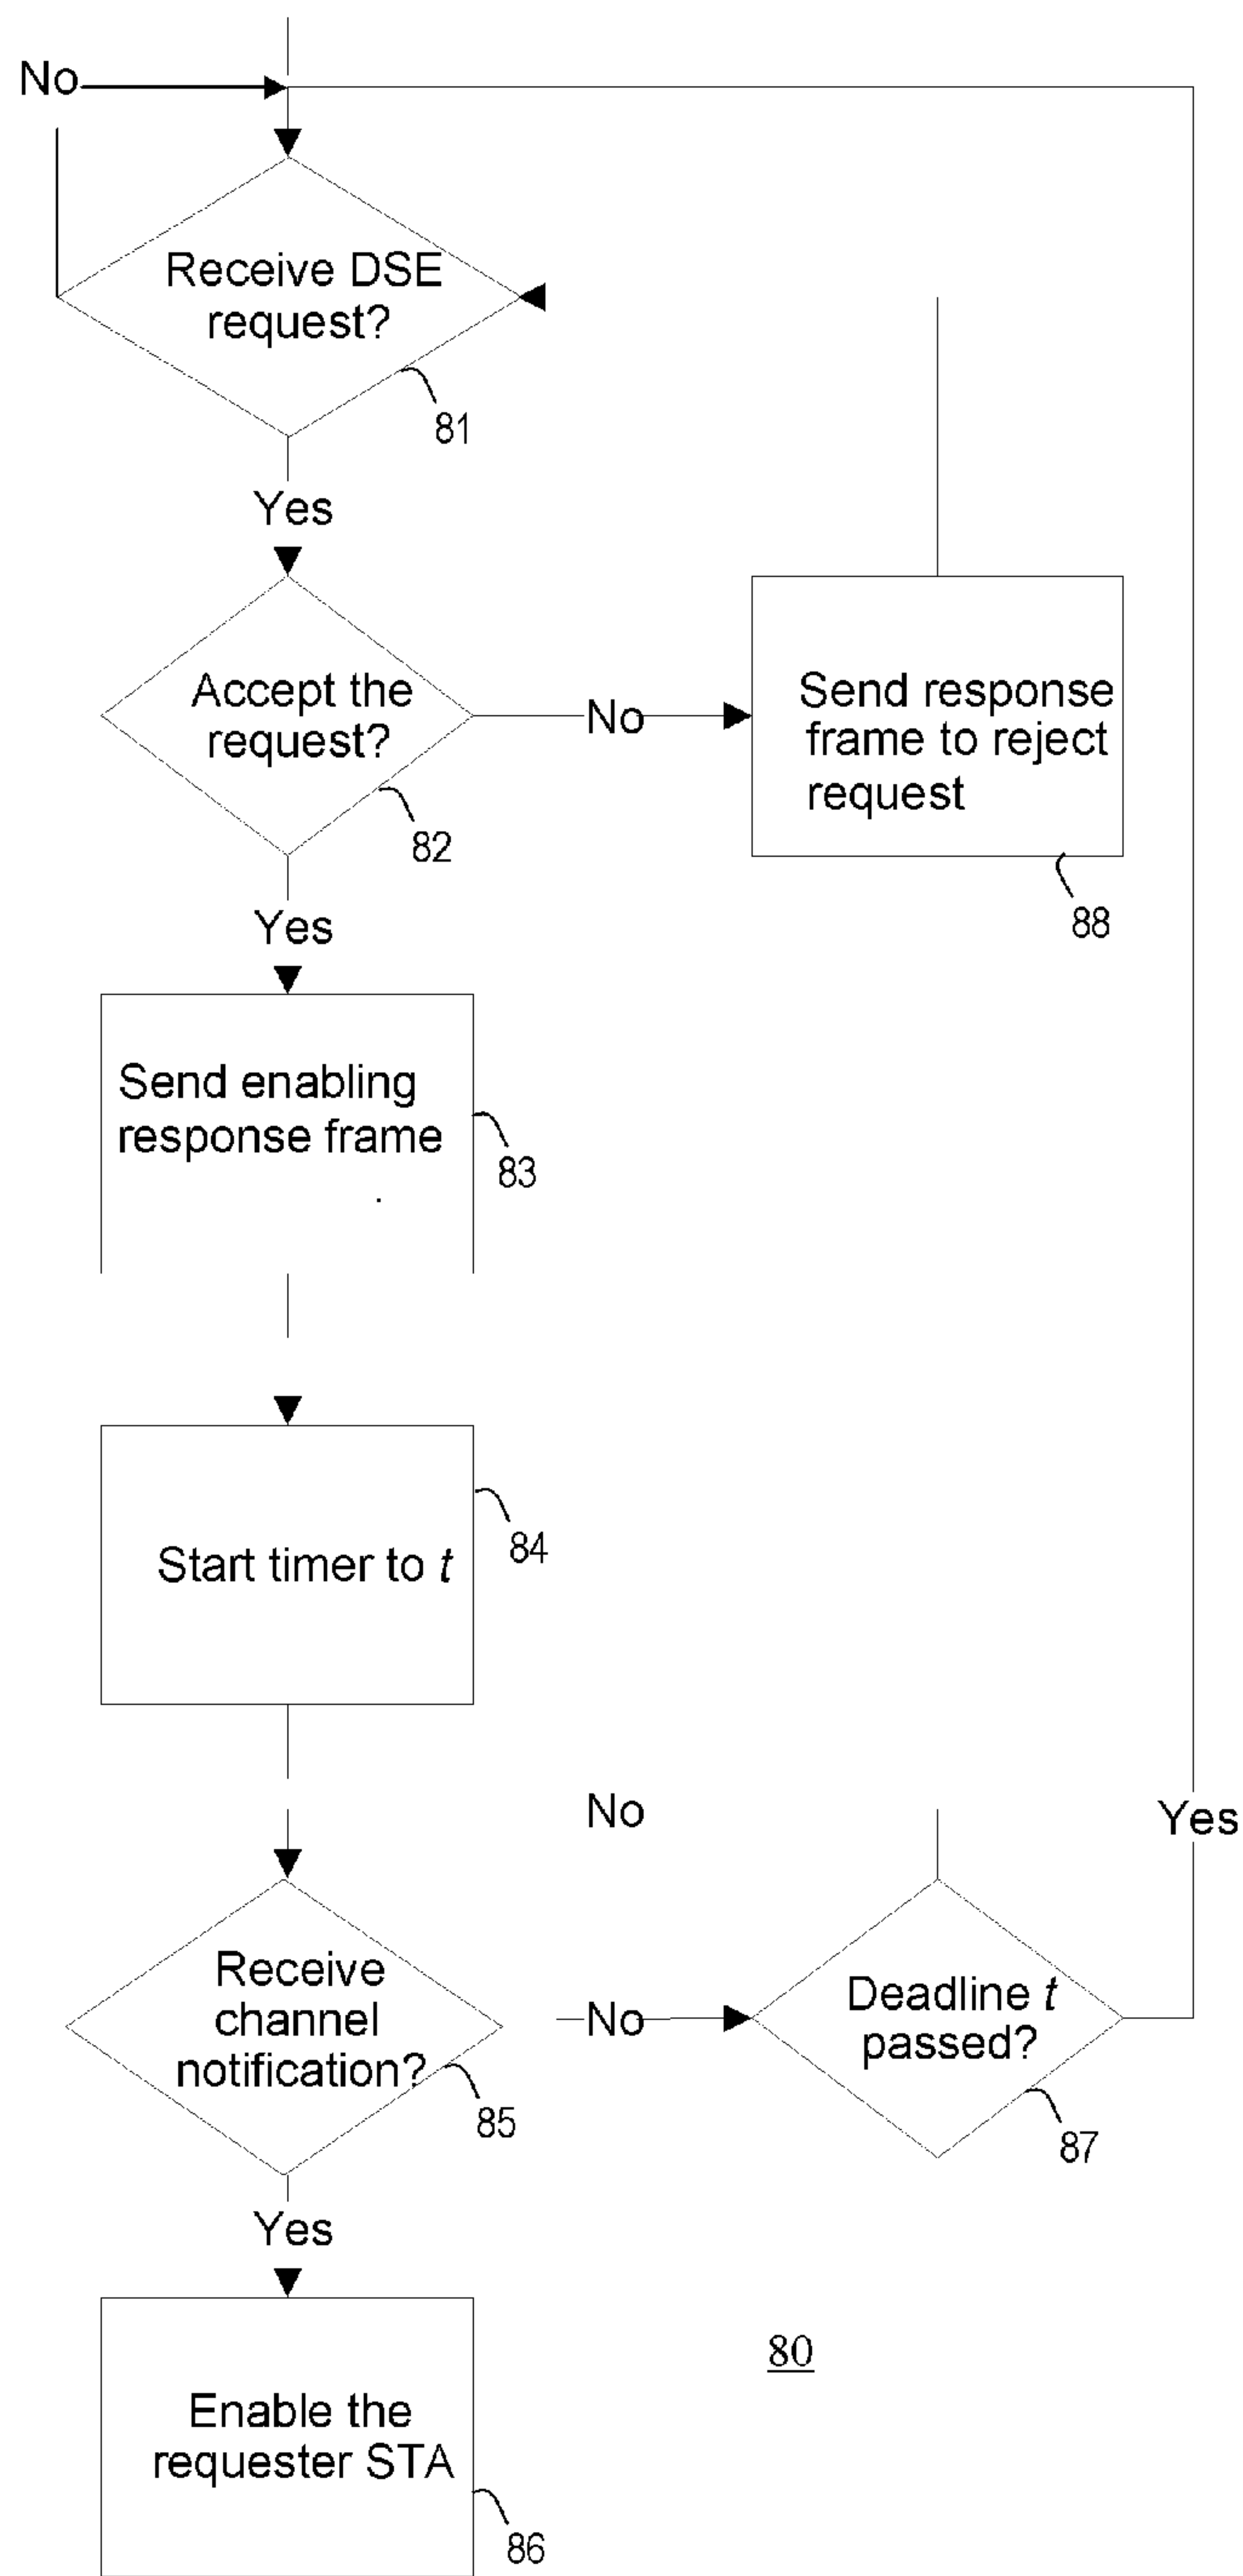 No
Receive DSE
request?
81
Yes
Accept the
request?
82
No
Send response
frame to reject
request
88
Yes
Send enabling
response frame
.
83
Start timer to t
84
No
Yes
Receive
channel
notification?
85
No
Deadline t
passed?
87
Yes
80
Enable the
requester STA
86